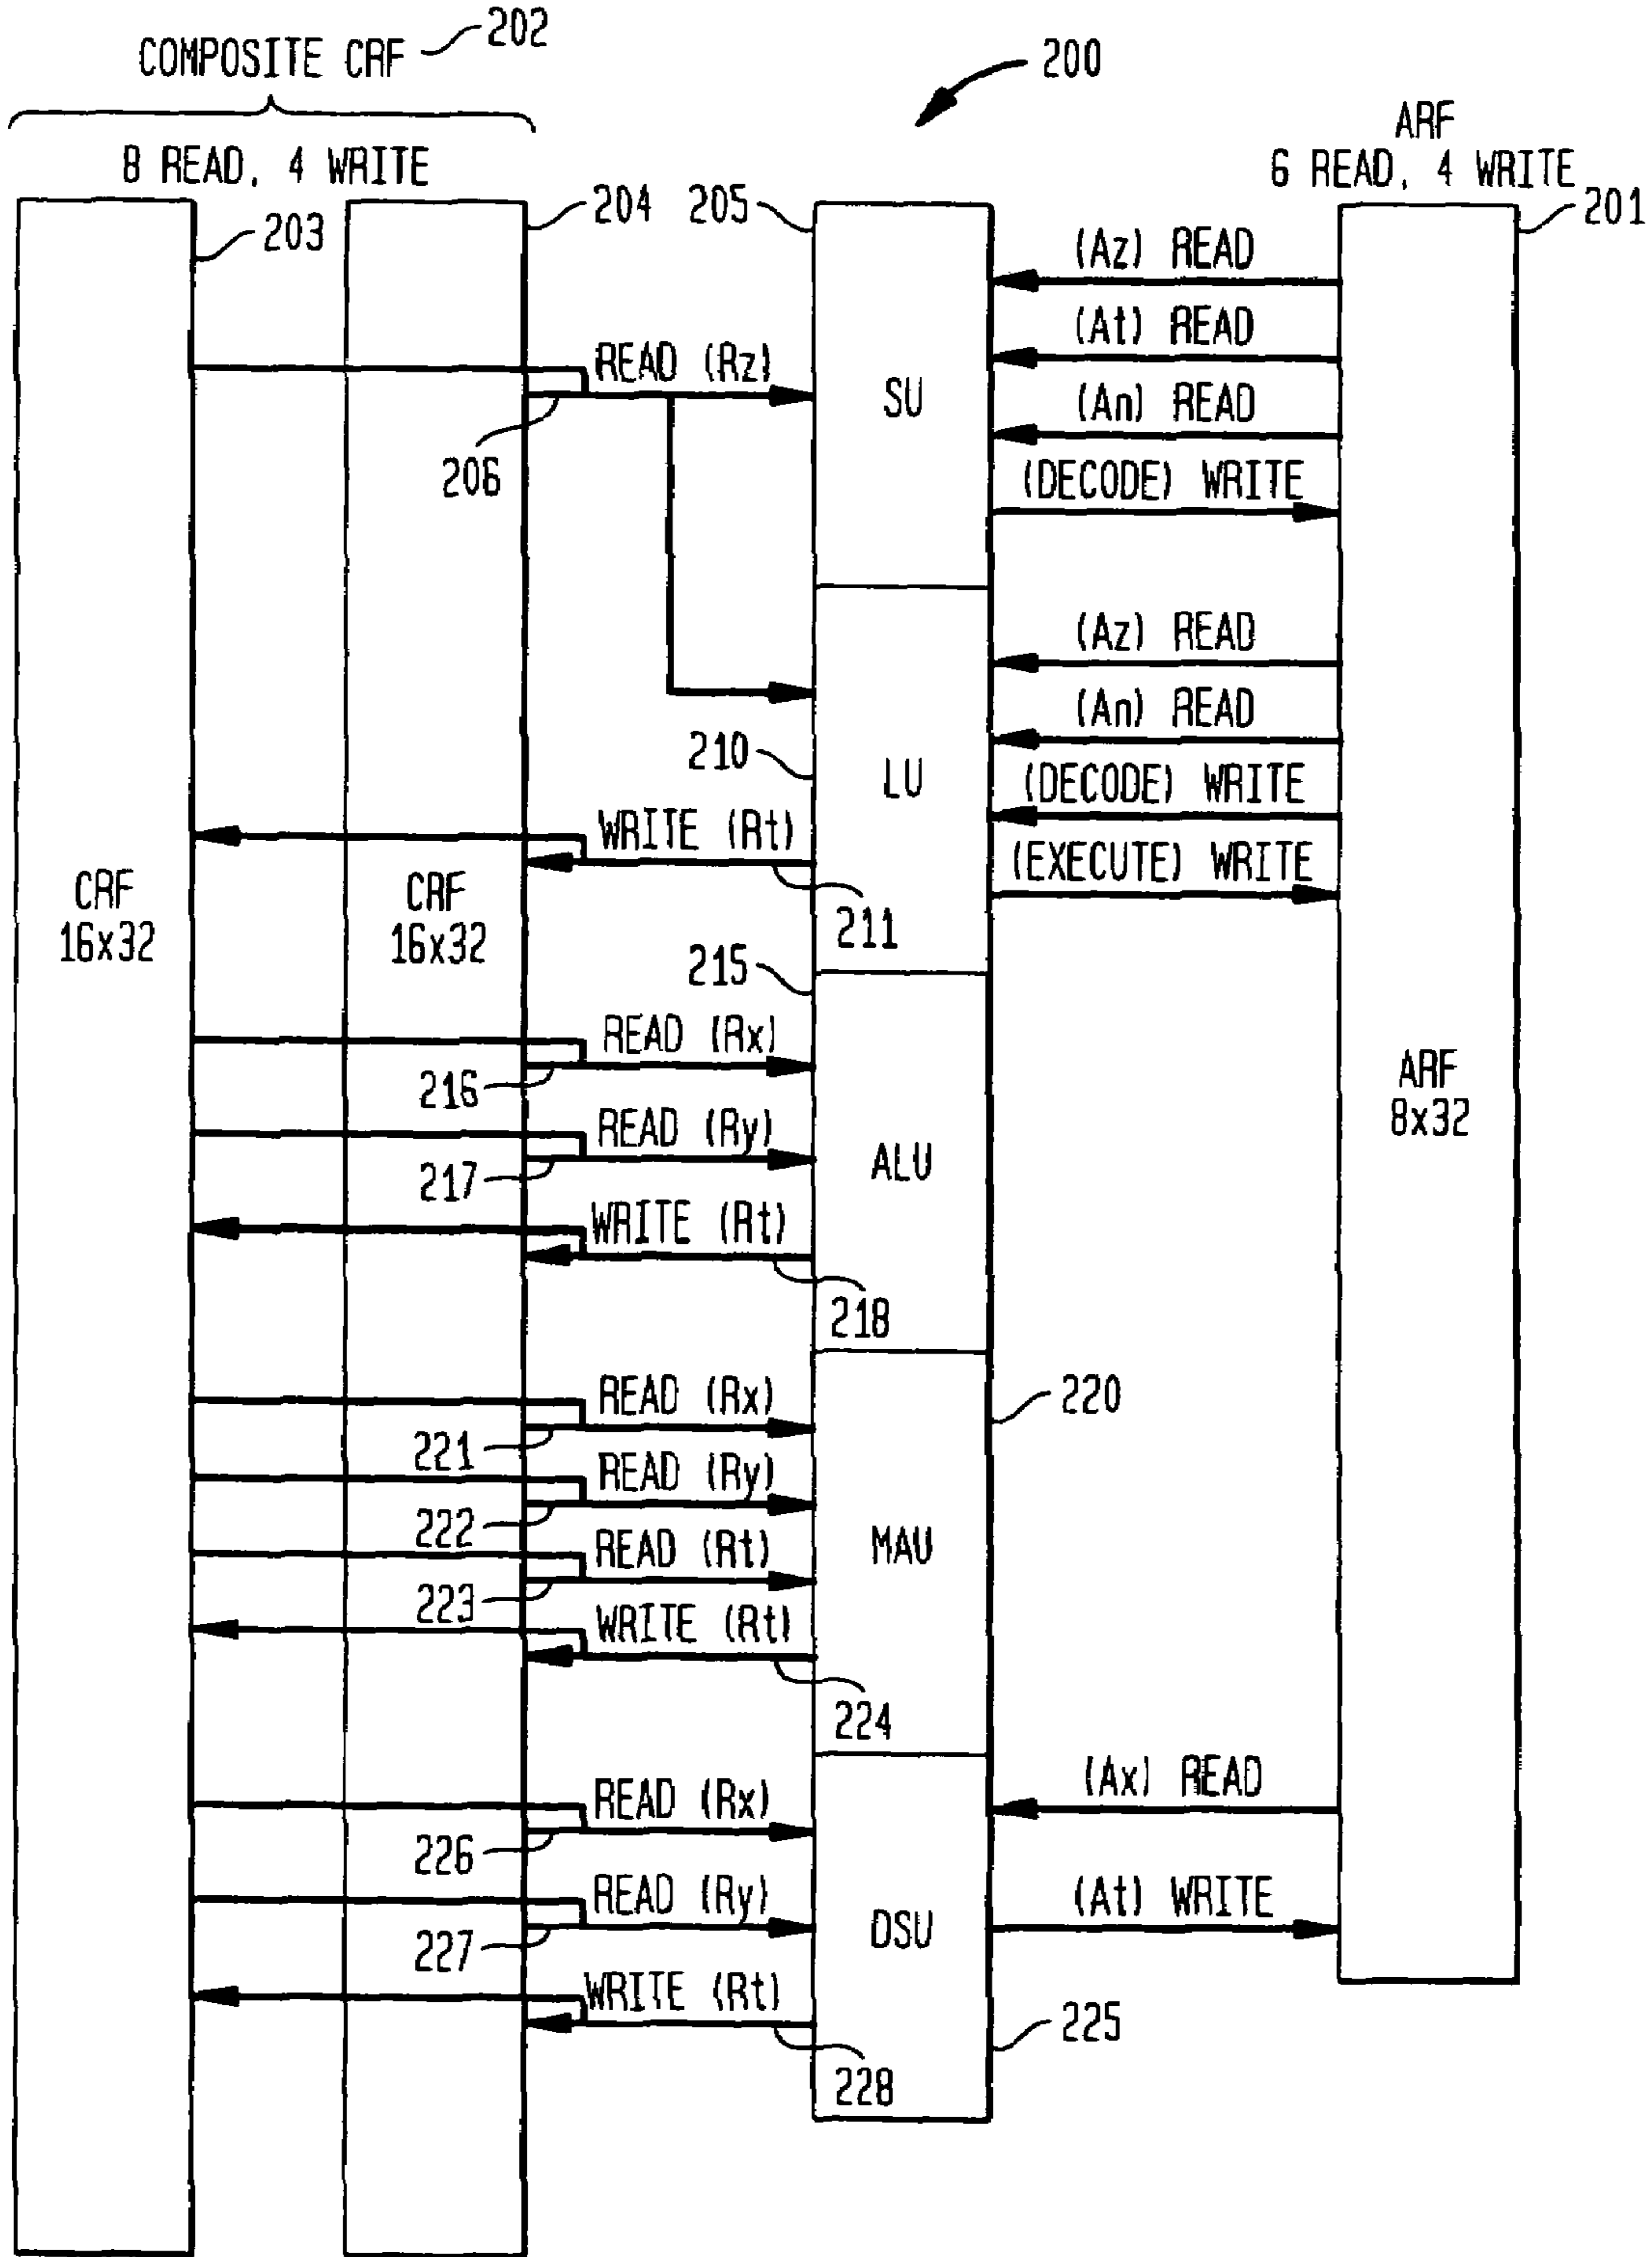 COMPOSITE CRF
202
200
8 READ, 4 WRITE
ARF
6 READ, 4 WRITE
203
204
205
201
(Az) READ
(At) READ
READ (Rz)
SU
(An) READ
206
(DECODE) WRITE
(Az) READ
(An) READ
210
LU
(DECODE) WRITE
WRITE (Rt)
(EXECUTE) WRITE
CRF
16x32
CRF
16x32
211
215
READ (Rx)
216
ARF
8x32
READ (Ry)
217
ALU
WRITE (Rt)
218
READ (Rx)
220
221
READ (Ry)
222
READ (Rt)
MAU
223
WRITE (Rt)
224
READ (Rx)
(Ax) READ
226
READ (Ry)
DSU
(At) WRITE
227
WRITE (Rt)
225
228